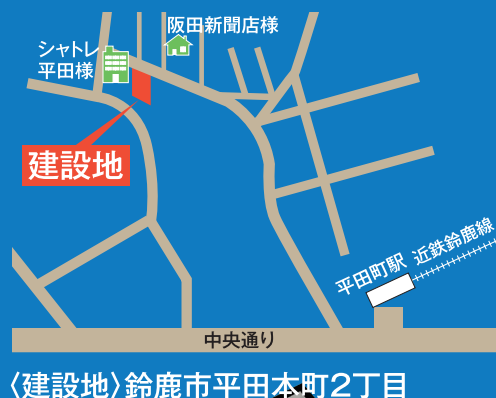 阪田新聞店様
シャトレ
平田様
建設地
平田町駅
近鉄鈴鹿線
中央通り
〈建設地〉鈴鹿市平田本町2丁目